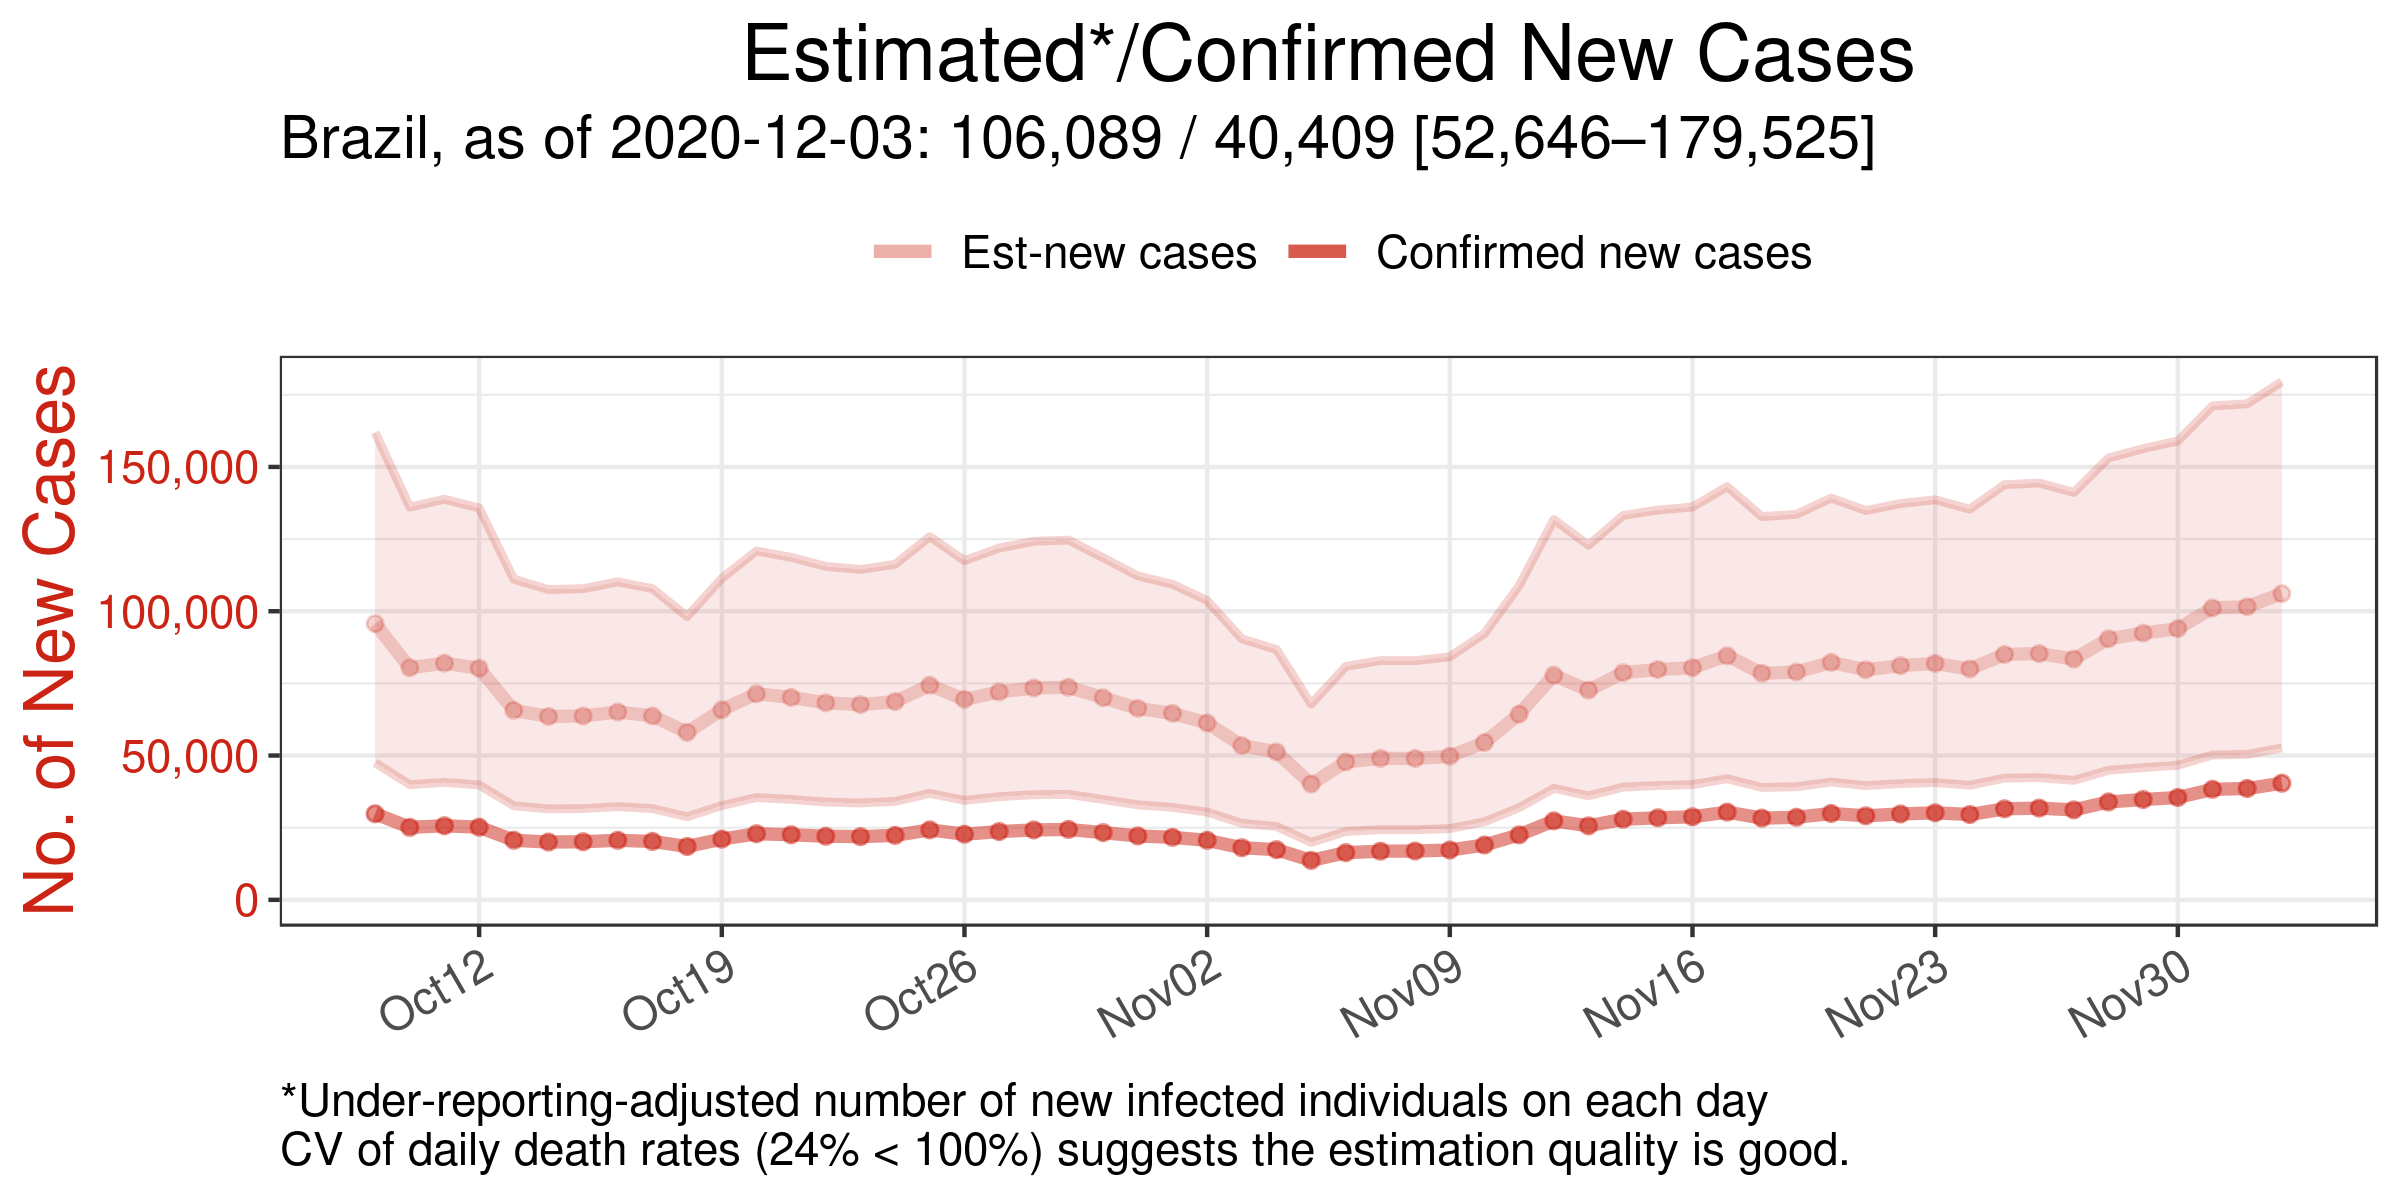 Estimated*/Confirmed New Cases
Brazil, as of 2020-12-03: 106,089 / 40,409 [52,646–179,525]
Est-new cases
Confirmed new cases
No. of New Cases
150,000
100,000
50,000
0
Oct12
Oct19
Oct26
Nov02
Nov09
Nov16
Nov23
Nov30
*Under-reporting-adjusted number of new infected individuals on each day
CV of daily death rates (24% < 100%) suggests the estimation quality is good.